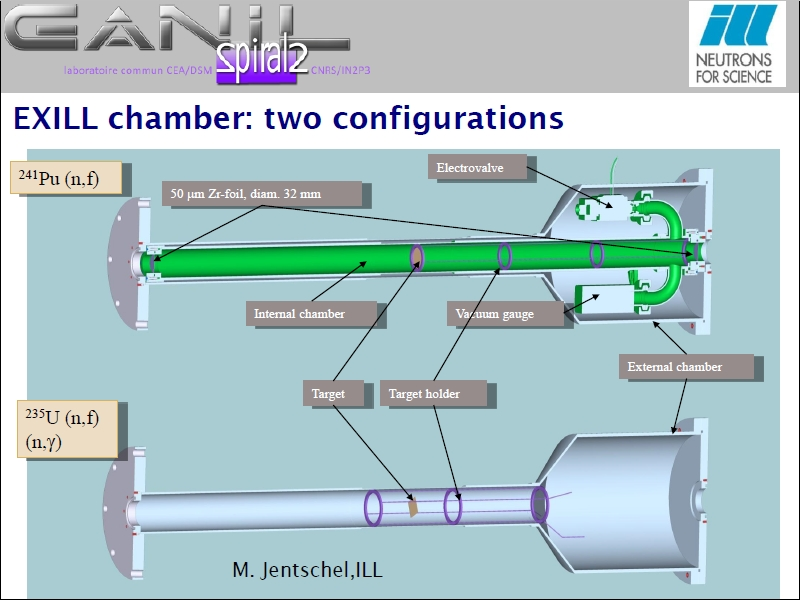 GANIL
spiral2
laboratoire commun CEA/DSM CNRS/IN2P3
ill
NEUTRONS
FOR SCIENCE
EXILL chamber: two configurations
²⁴¹Pu (n,f)
50 µm Zr-foil, diam. 32 mm
Electrovalve
Internal chamber
Vacuum gauge
External chamber
Target
Target holder
²³⁵U (n,f)
(n,γ)
M. Jentschel,ILL